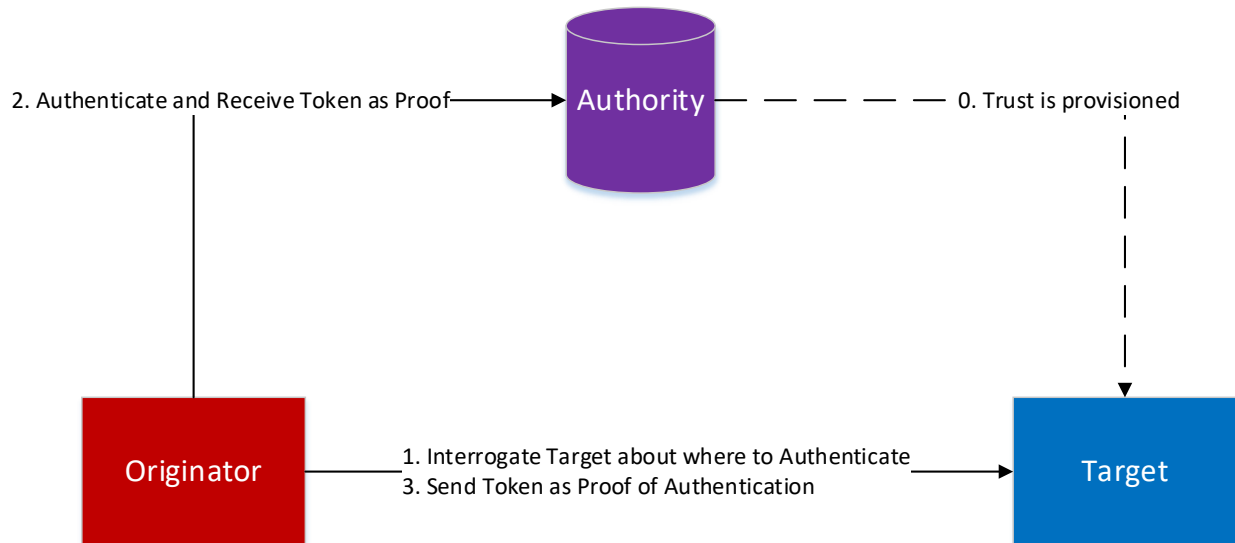 Authority
2. Authenticate and Receive Token as Proof
0. Trust is provisioned
Originator
1. Interrogate Target about where to Authenticate
3. Send Token as Proof of Authentication
Target